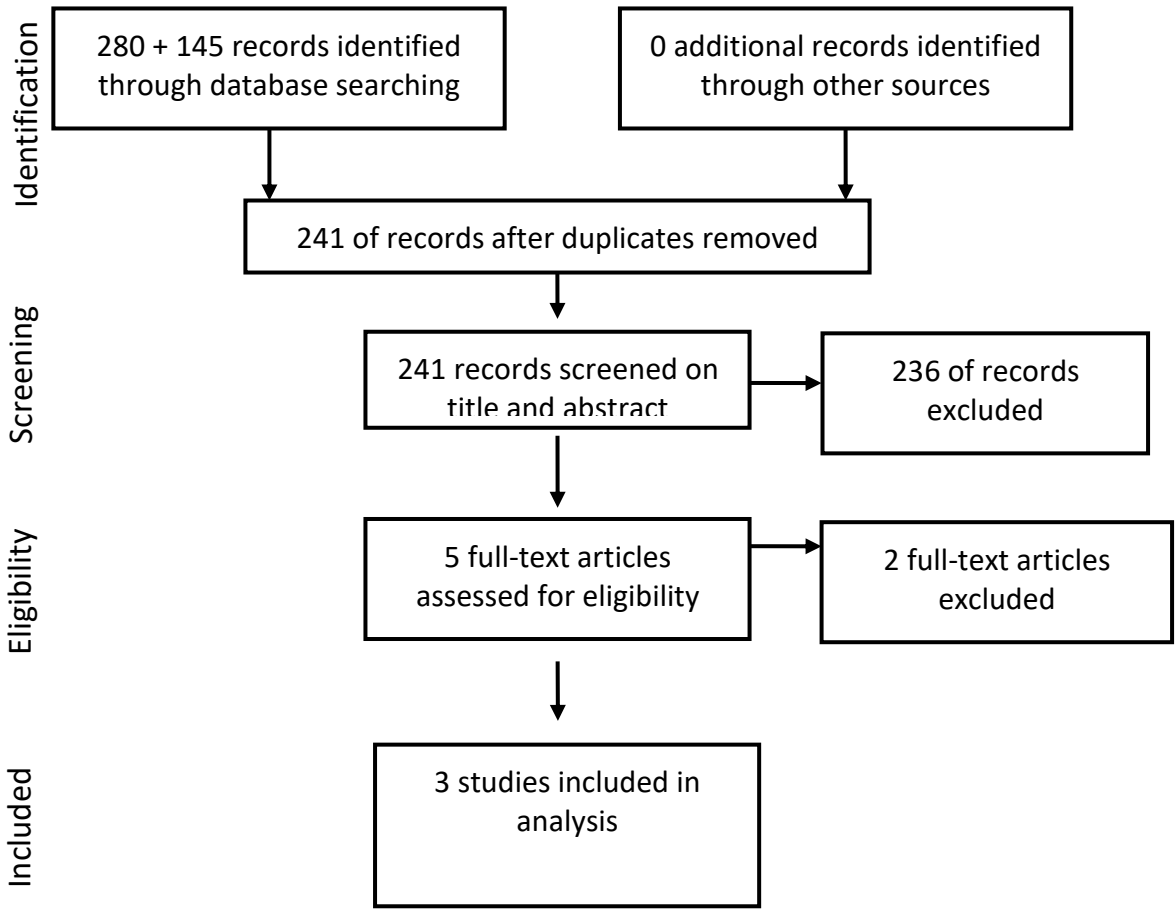 Identification
280 + 145 records identified
through database searching
0 additional records identified
through other sources
241 of records after duplicates removed
Screening
241 records screened on
title and abstract
236 of records
excluded
Eligibility
5 full-text articles
assessed for eligibility
2 full-text articles
excluded
Included
3 studies included in
analysis